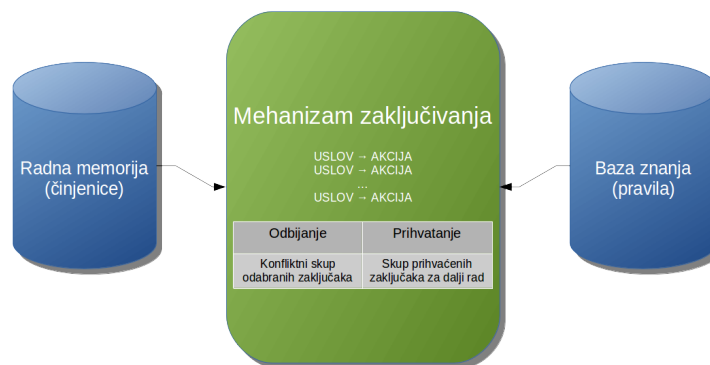 Radna memorija
(činjenice)
Mehanizam zaključivanja
USLOV → AKCIJA
USLOV → AKCIJA
...
USLOV → AKCIJA
Odbijanje
Prihvatanje
Konfliktni skup
odabranih zaključaka
Skup prihvaćenih
zaključaka za dalji rad
Baza znanja
(pravila)